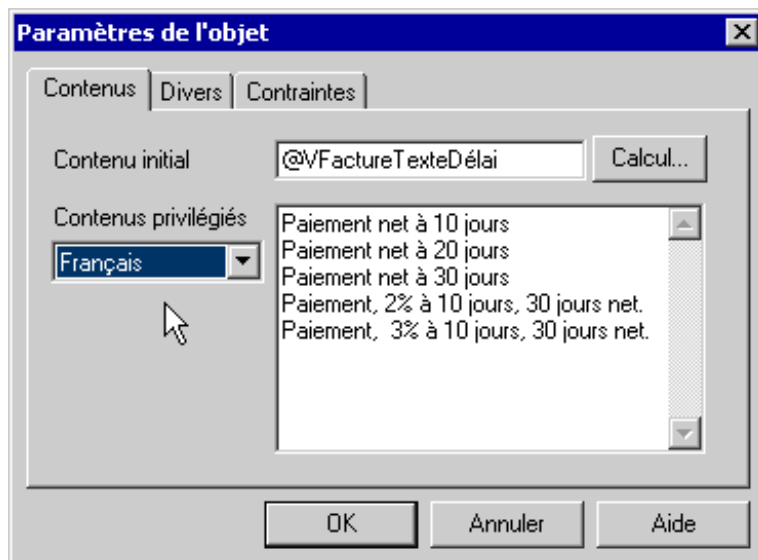 Paramètres de l'objet
Contenus Divers Contraintes
Contenu initial @VFactureTexteDélai Calcul...
Contenus privilégiés
Français
Paiement net à 10 jours
Paiement net à 20 jours
Paiement net à 30 jours
Paiement, 2% à 10 jours, 30 jours net.
Paiement,  3% à 10 jours, 30 jours net.
OK Annuler Aide